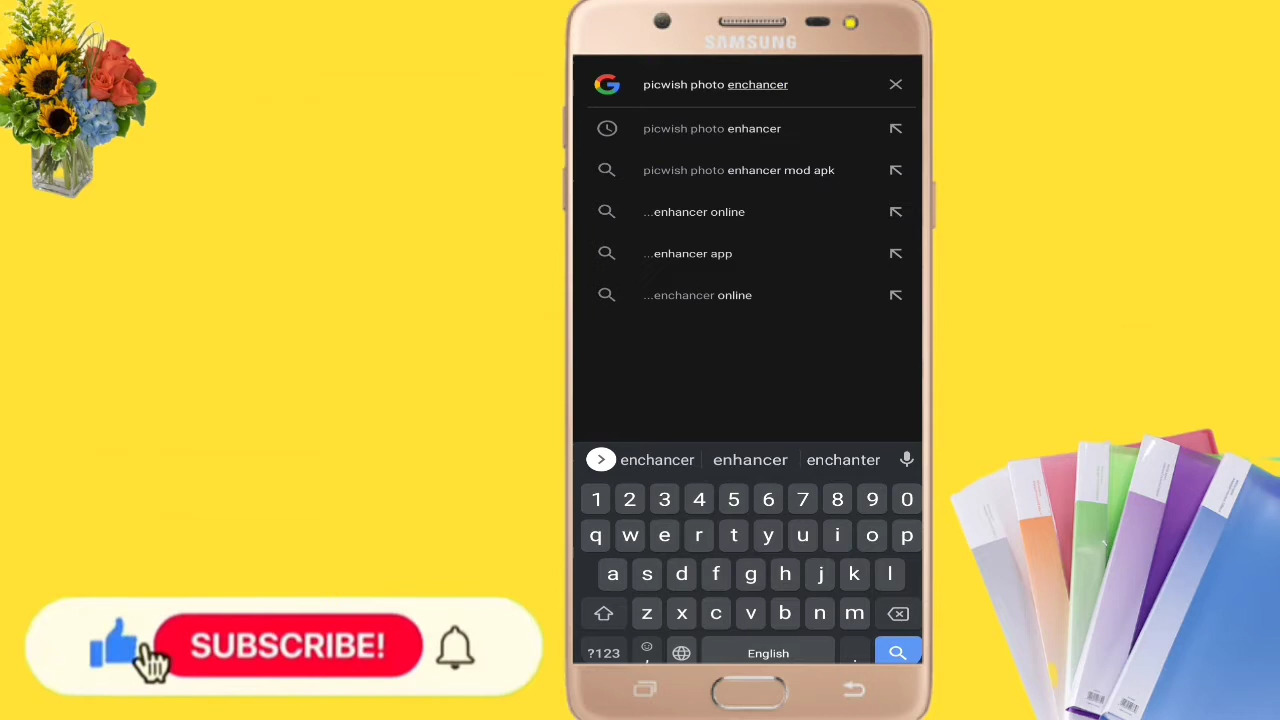 SAMSUNG
picwish photo enchancer
picwish photo enhancer
picwish photo enhancer mod apk
...enhancer online
...enhancer app
...enchancer online
enchancer enhancer enchanter
1 2 3 4 5 6 7 8 9 0
q w e r t y u i o p
a s d f g h j k l
z x c v b n m
?123 , English .
SUBSCRIBE!